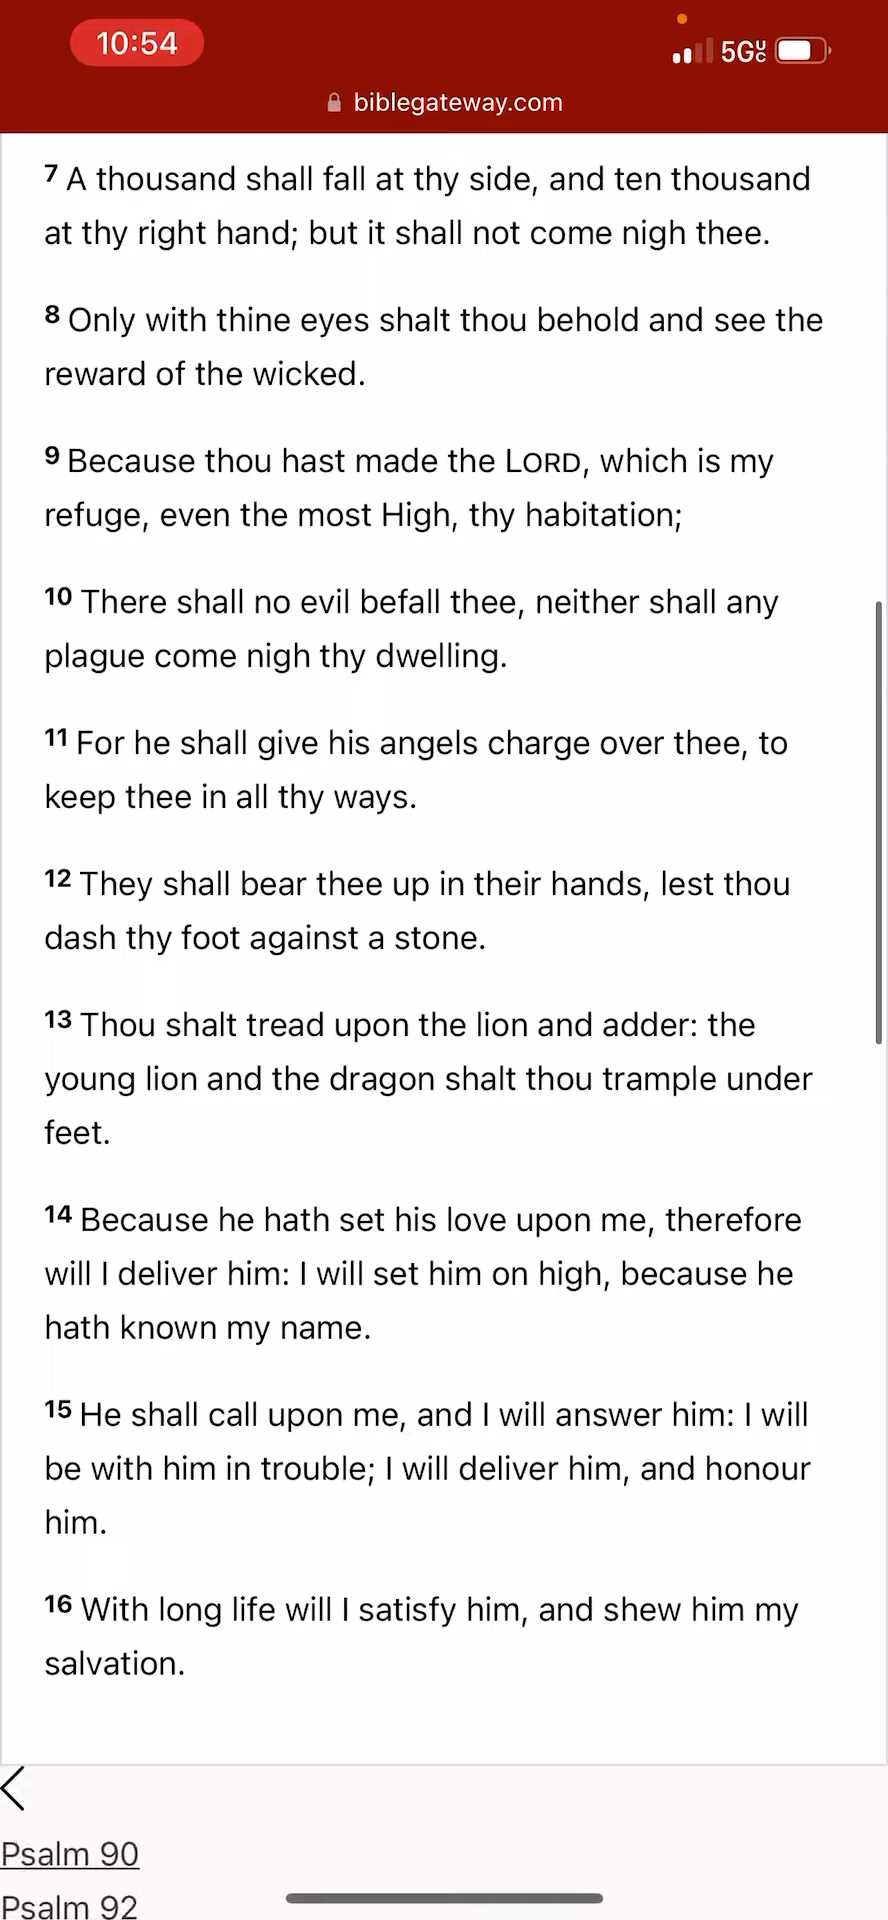 10:54
5GUC
biblegateway.com
7 A thousand shall fall at thy side, and ten thousand
at thy right hand; but it shall not come nigh thee.
8 Only with thine eyes shalt thou behold and see the
reward of the wicked.
9 Because thou hast made the LORD, which is my
refuge, even the most High, thy habitation;
10 There shall no evil befall thee, neither shall any
plague come nigh thy dwelling.
11 For he shall give his angels charge over thee, to
keep thee in all thy ways.
12 They shall bear thee up in their hands, lest thou
dash thy foot against a stone.
13 Thou shalt tread upon the lion and adder: the
young lion and the dragon shalt thou trample under
feet.
14 Because he hath set his love upon me, therefore
will I deliver him: I will set him on high, because he
hath known my name.
15 He shall call upon me, and I will answer him: I will
be with him in trouble; I will deliver him, and honour
him.
16 With long life will I satisfy him, and shew him my
salvation.
Psalm 90
Psalm 92